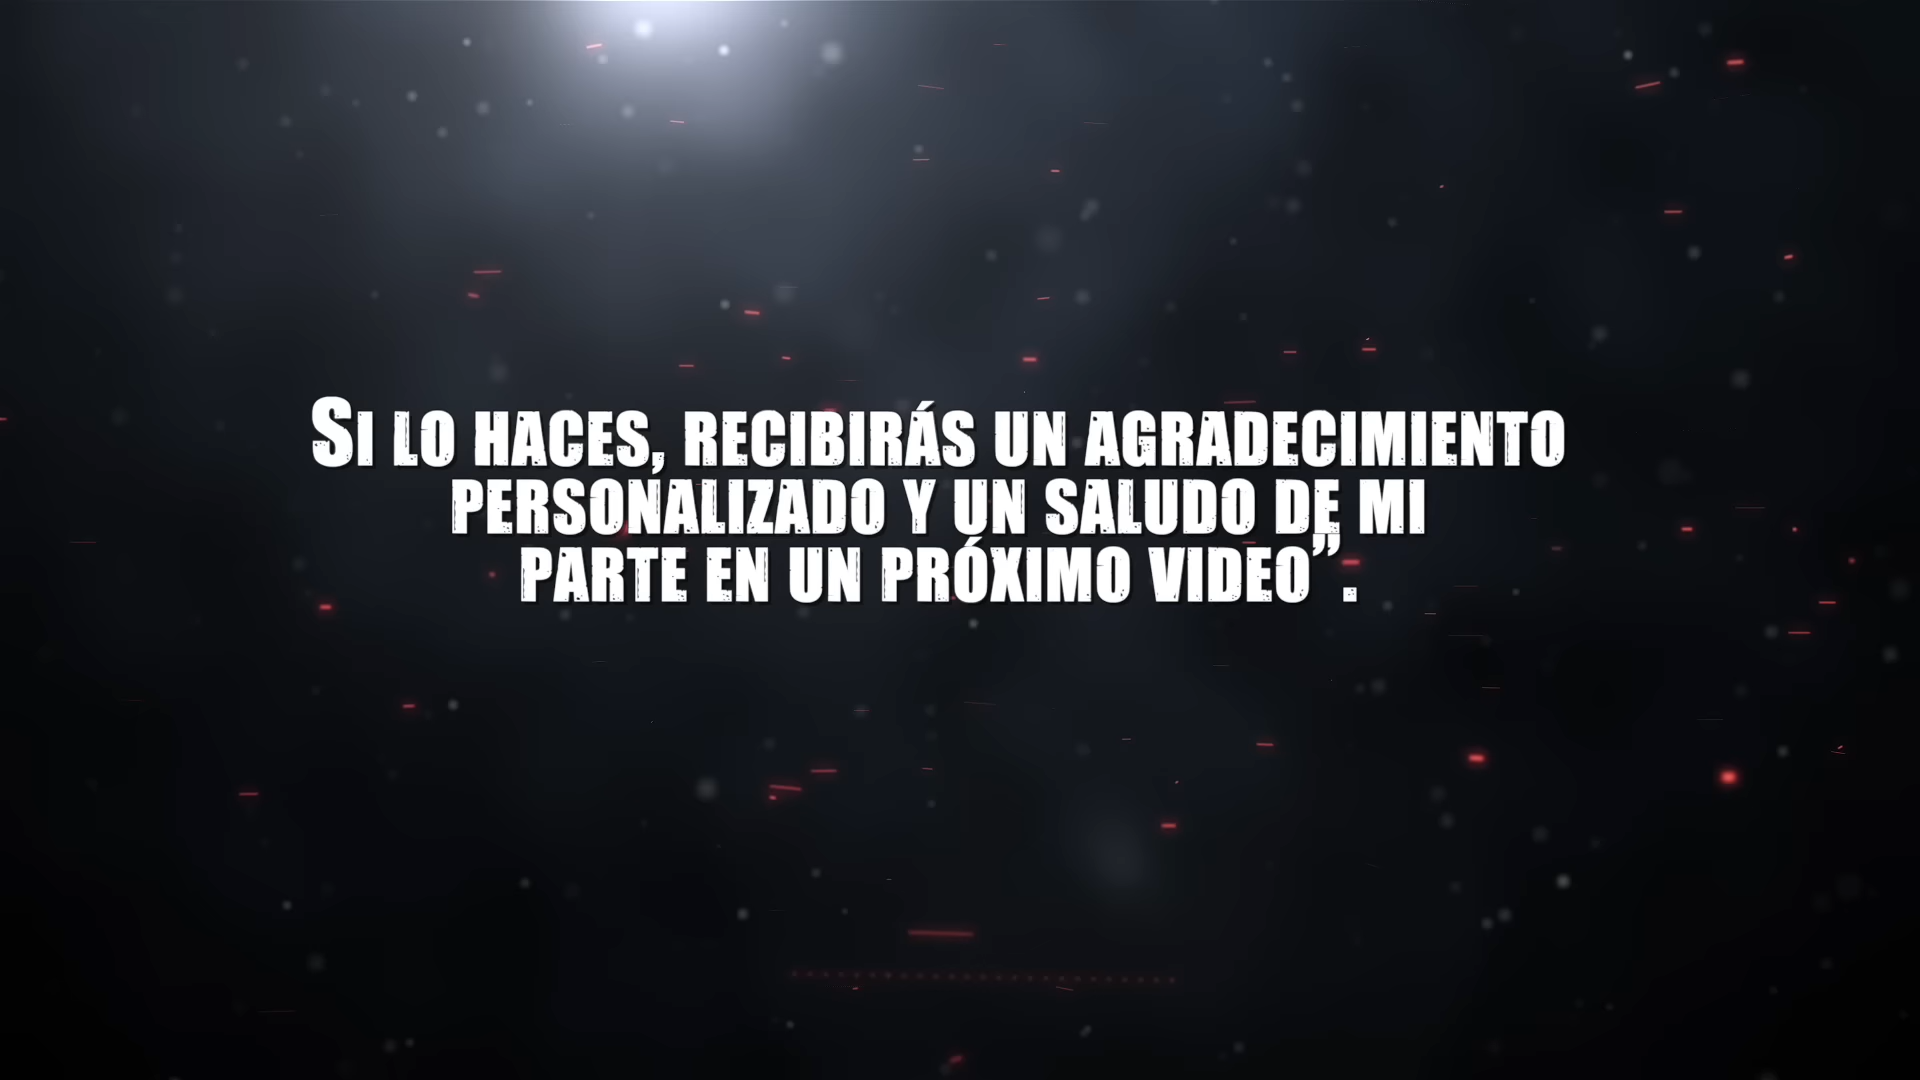 Si lo haces, recibirás un agradecimiento
personalizado y un saludo de mi
parte en un próximo video”.